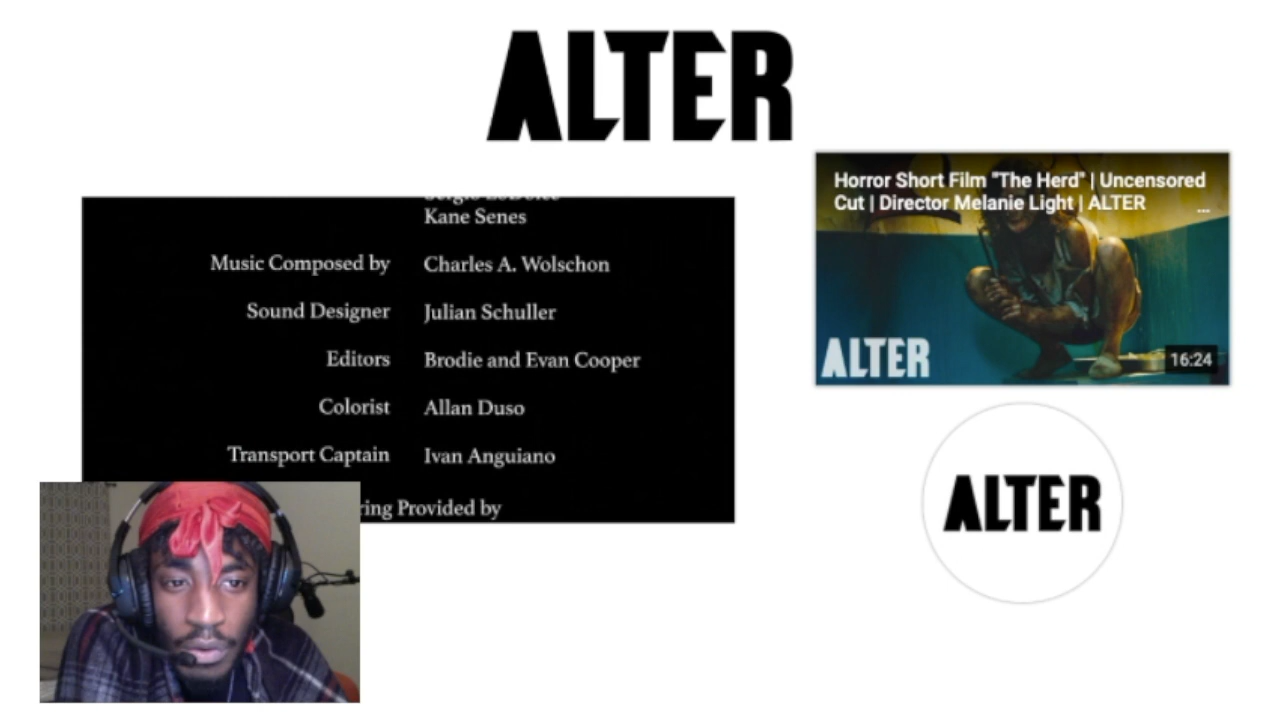 ALTER
Kane Senes
Music Composed by Charles A. Wolschon
Sound Designer Julian Schuller
Editors Brodie and Evan Cooper
Colorist Allan Duso
Transport Captain Ivan Anguiano
ring Provided by
Horror Short Film "The Herd" | Uncensored
Cut | Director Melanie Light | ALTER
...
ALTER
16:24
ALTER